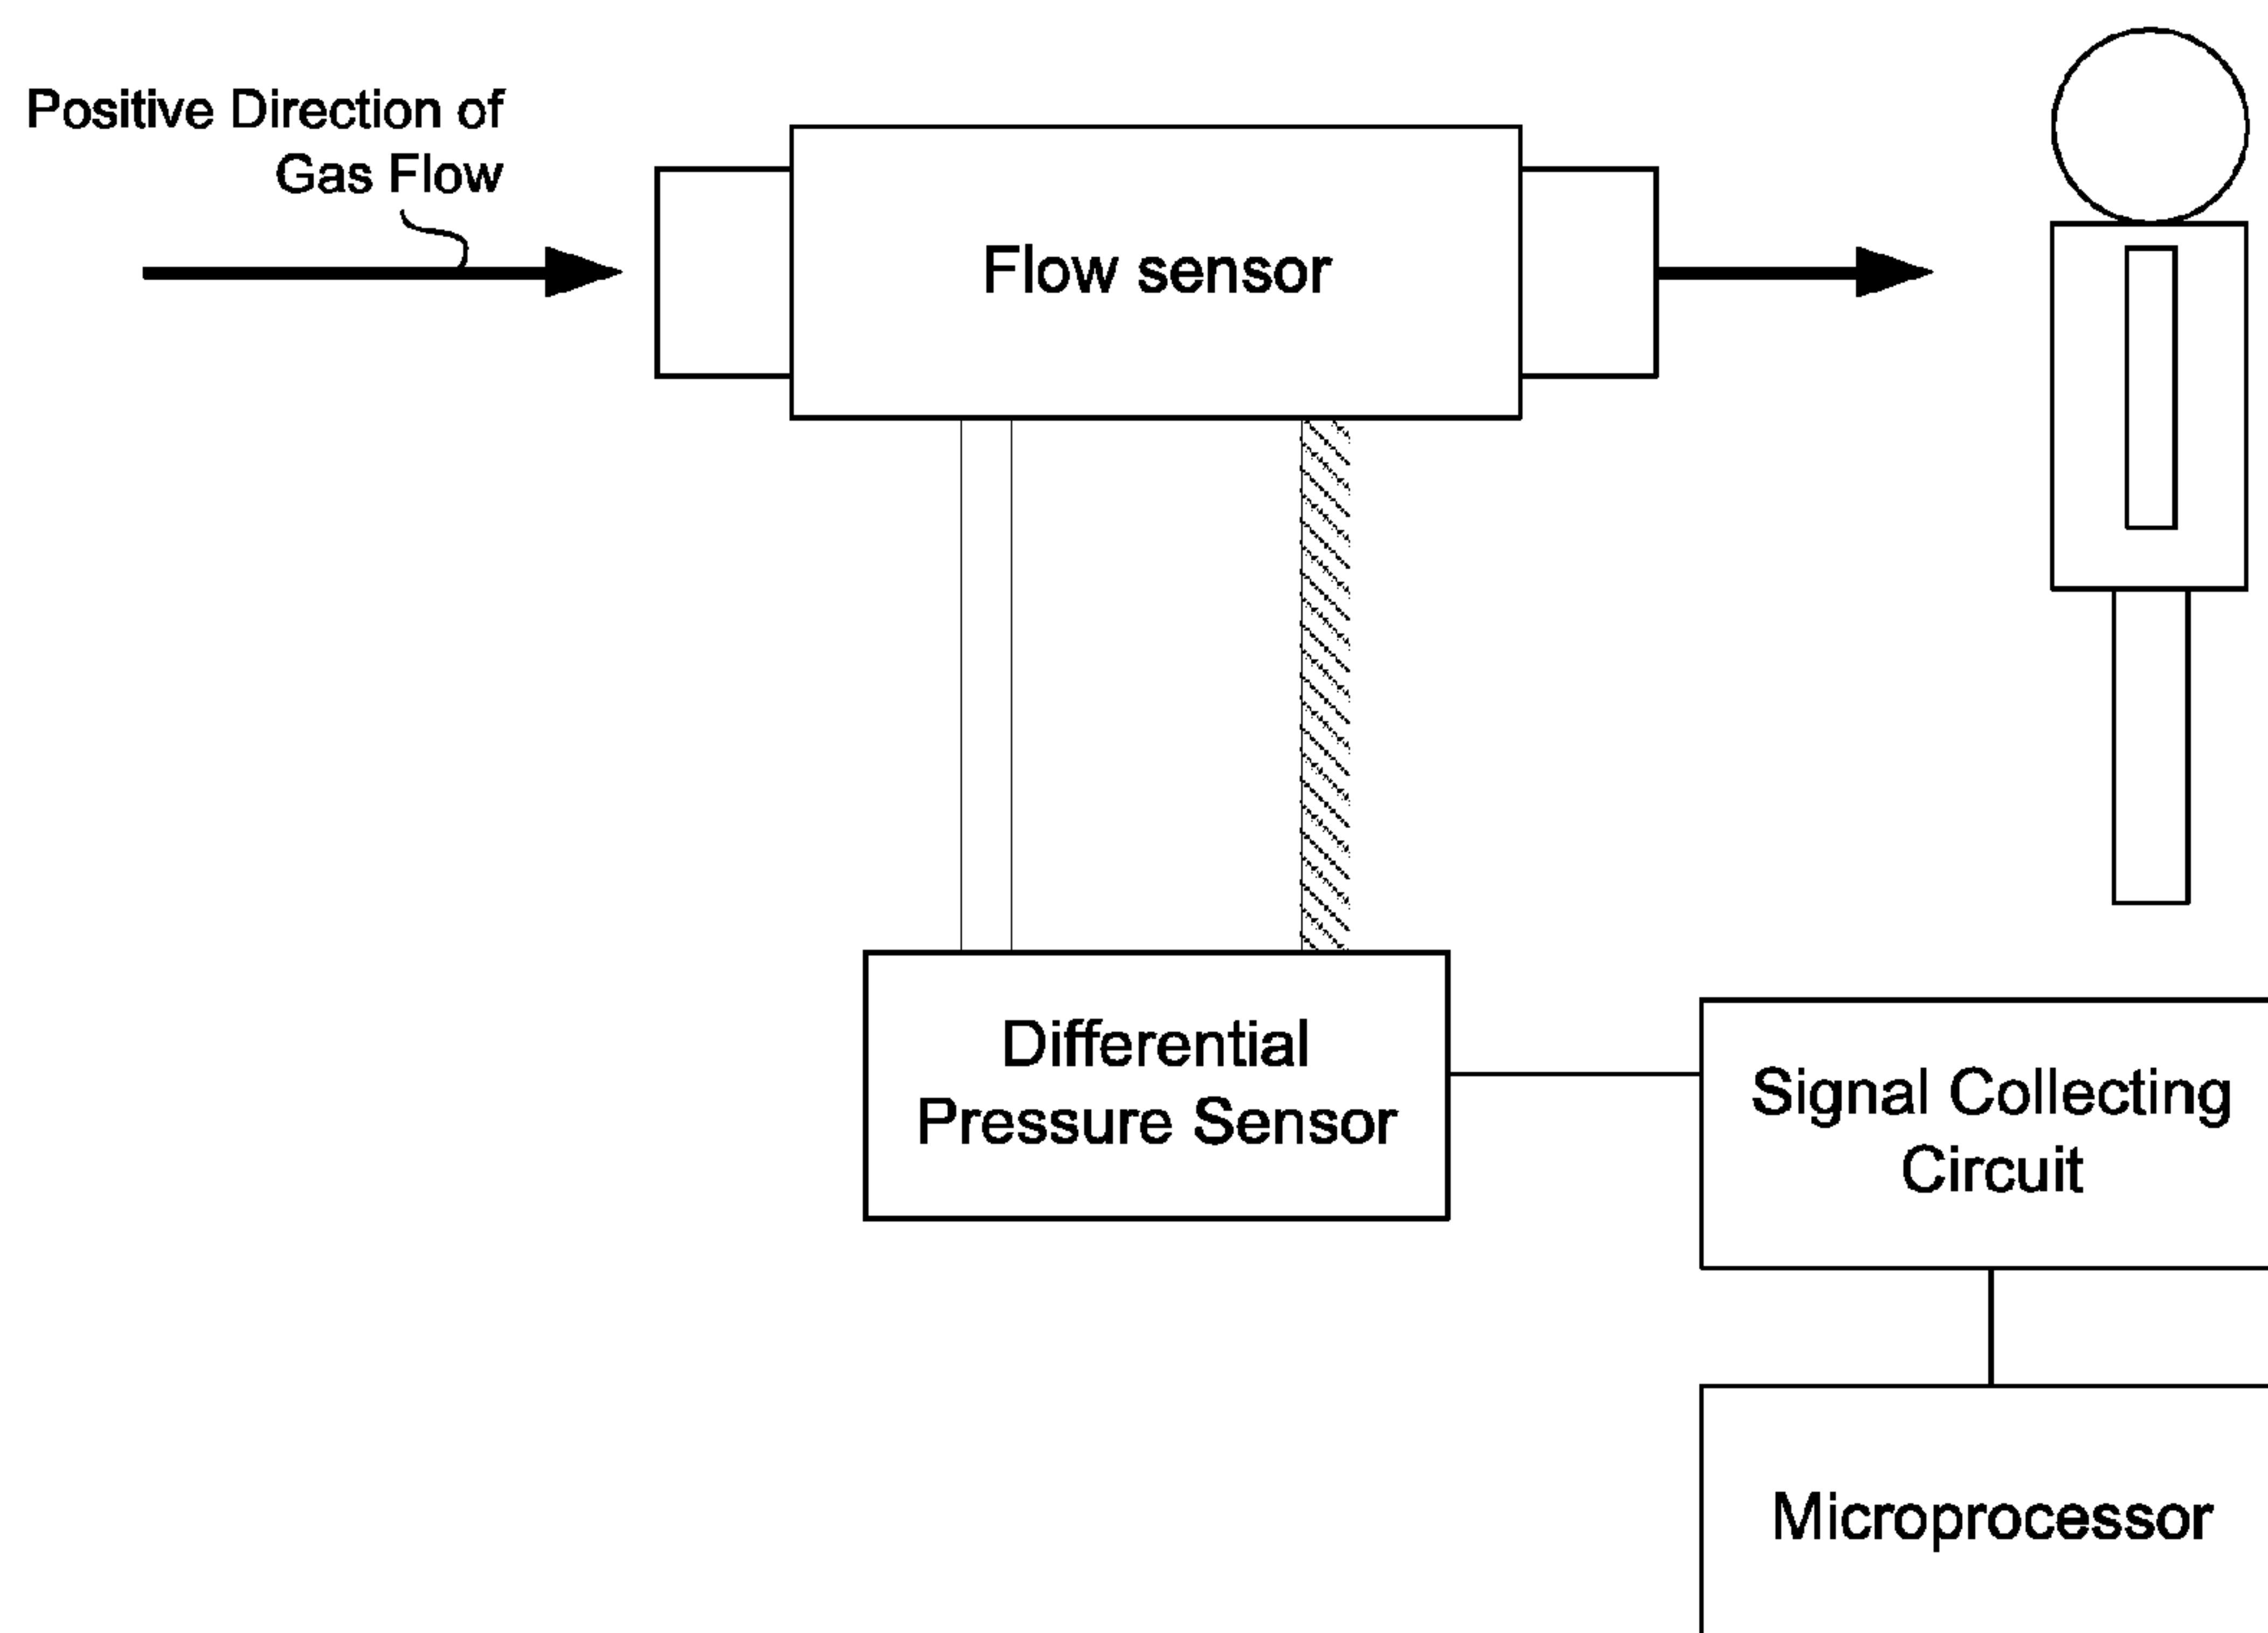 Positive Direction of
Gas Flow
Flow sensor
Differential
Pressure Sensor
Signal Collecting
Circuit
Microprocessor